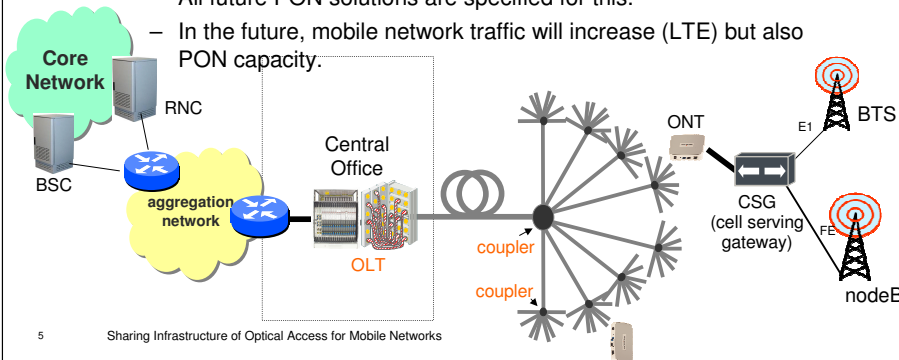 All future PON solutions are specified for this.
– In the future, mobile network traffic will increase (LTE) but also
PON capacity.
Core
Network
RNC
BSC
aggregation
network
Central
Office
OLT
coupler
coupler
ONT
E1
BTS
CSG
(cell serving
gateway)
FE
nodeB
5 Sharing Infrastructure of Optical Access for Mobile Networks